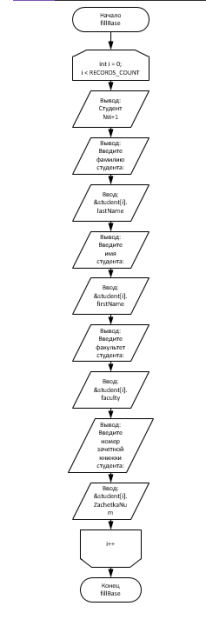 Начало
fillBase
int i = 0;
i < RECORDS_COUNT
Вывод:
Студент
№i+1
Вывод:
Введите
фамилию
студента:
Ввод:
&student[i].
lastName
Вывод:
Введите
имя
студента:
Ввод:
&student[i].
firstName
Вывод:
Введите
факультет
студента:
Ввод:
&student[i].
faculty
Вывод:
Введите
номер
зачетной
книжки
студента:
Ввод:
&student[i].
ZachetkaNu
m
i++
Конец
fillBase